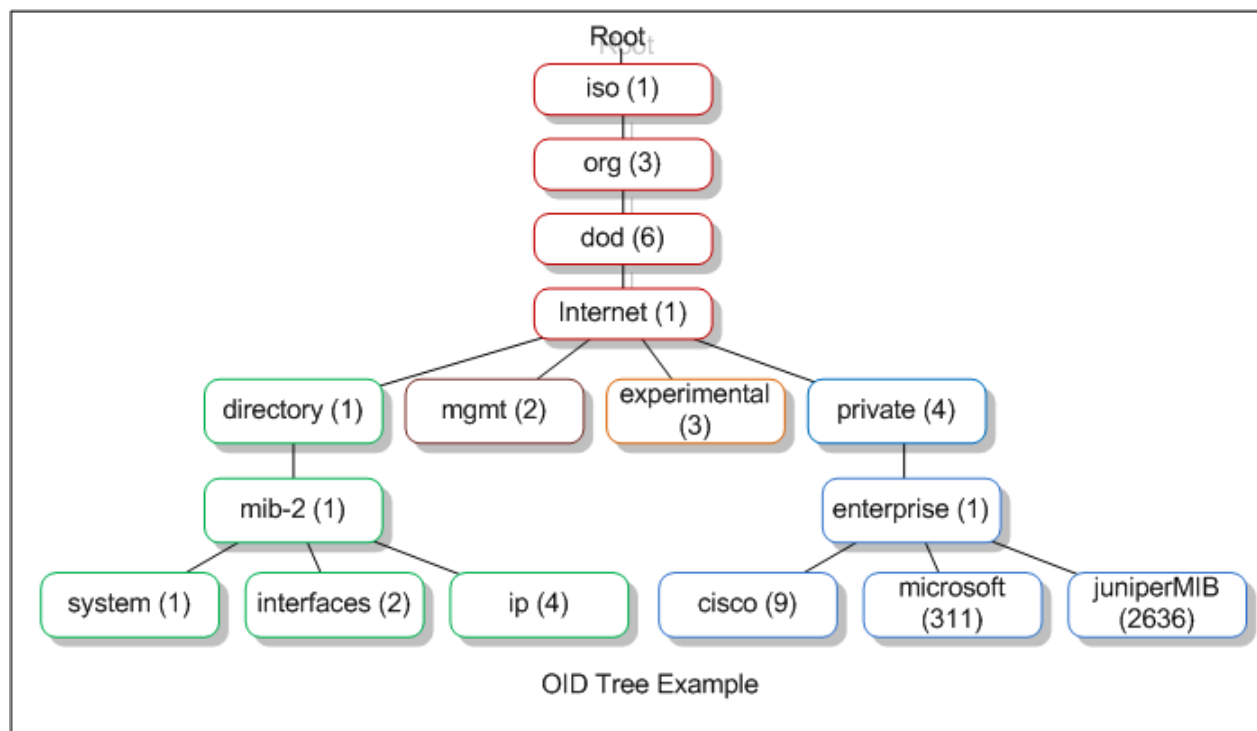 Root
iso (1)
org (3)
dod (6)
Internet (1)
directory (1)
mgmt (2)
experimental
(3)
private (4)
mib-2 (1)
enterprise (1)
system (1)
interfaces (2)
ip (4)
cisco (9)
microsoft
(311)
juniperMIB
(2636)
OID Tree Example